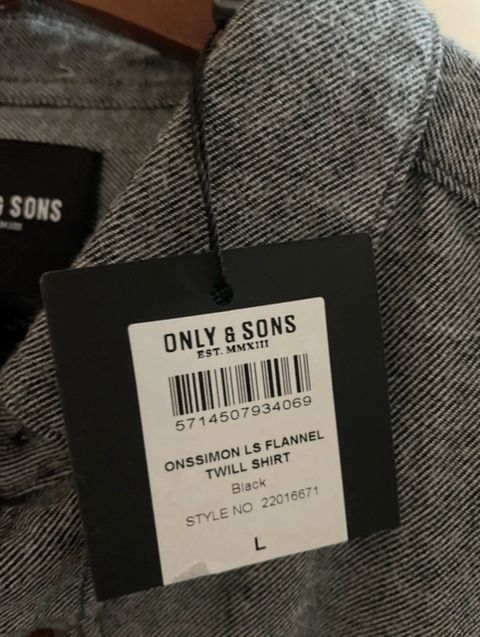 & SONS
ONLY & SONS
EST. MMXIII
5714507934069
ONSSIMON LS FLANNEL
TWILL SHIRT
Black
STYLE NO. 22016671
L